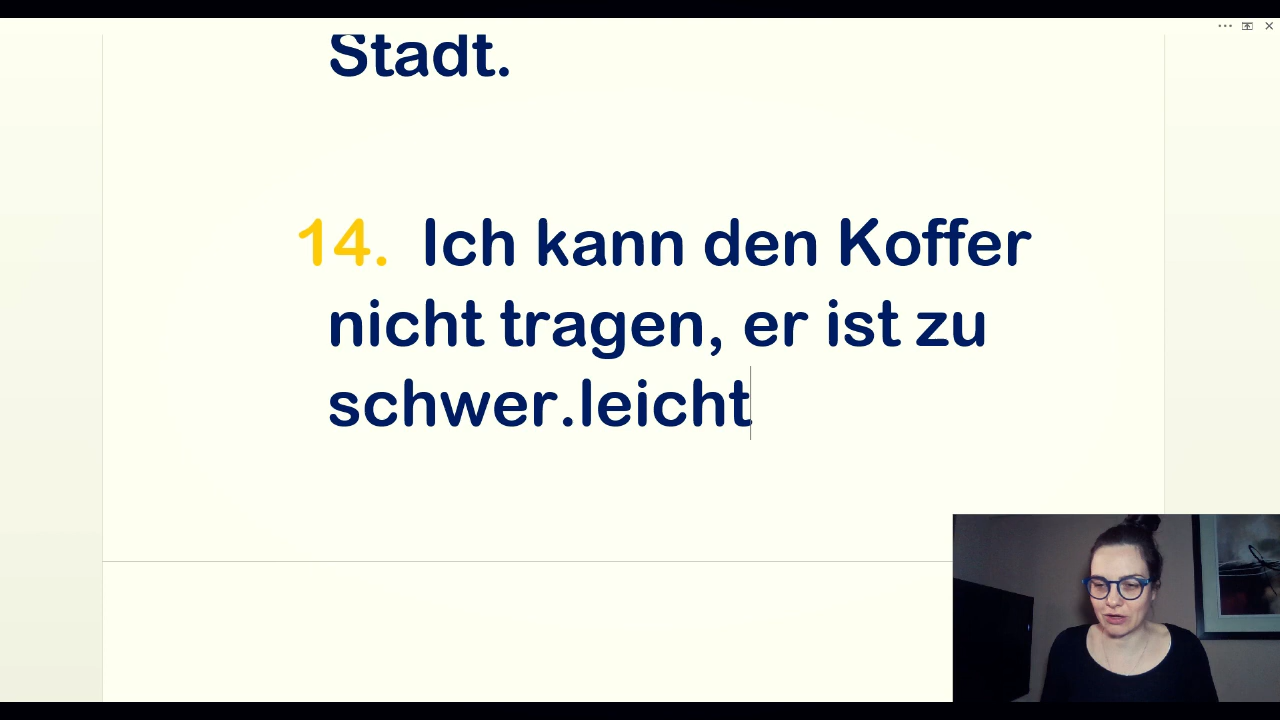 Stadt.
14. Ich kann den Koffer
nicht tragen, er ist zu
schwer.leicht